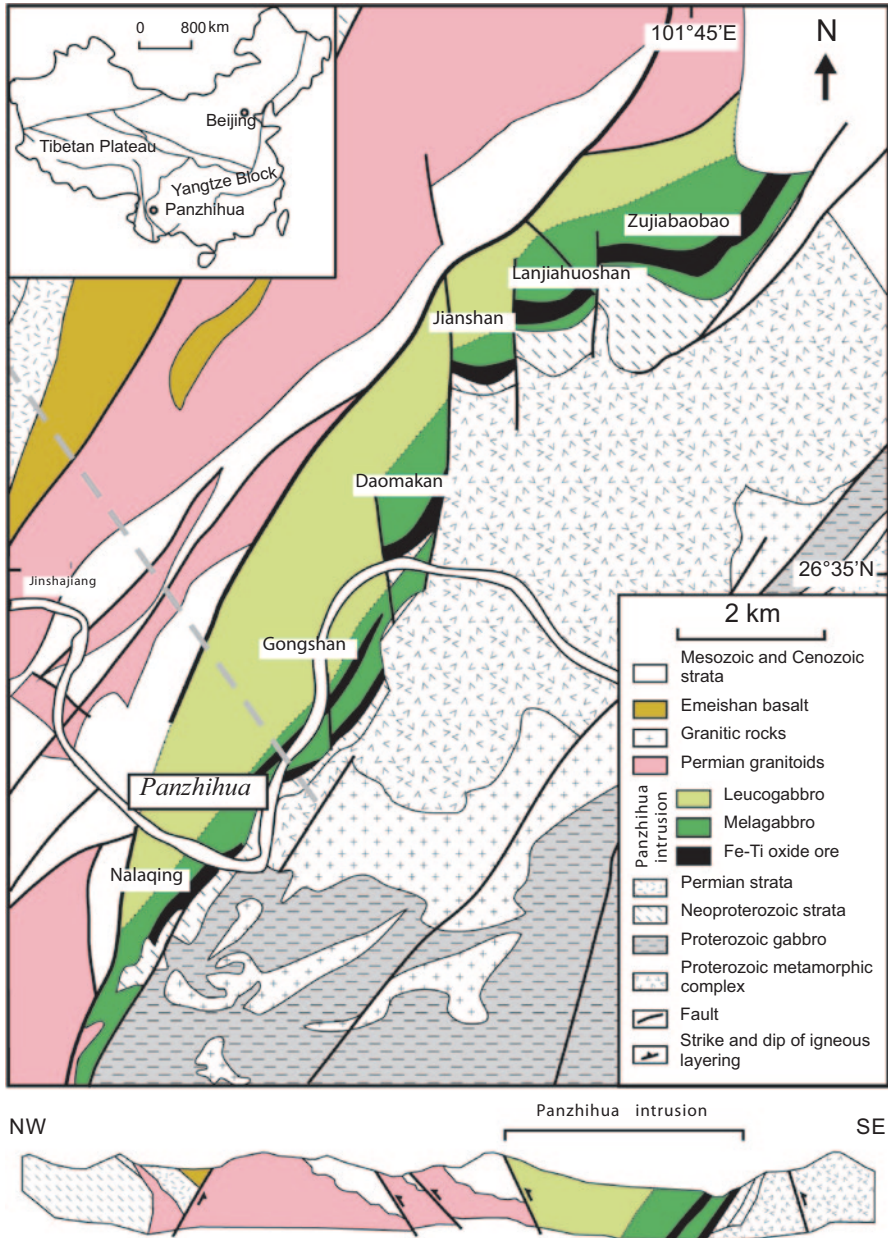 0 800 km
Beijing
Tibetan Plateau
Yangtze Block
Panzhihua
101°45’E
N
Zujiabaobao
Lanjiahuoshan
Jianshan
Daomakan
Jinshajiang
26°35’N
Gongshan
Panzhihua
Nalaqing
2 km
Mesozoic and Cenozoic
strata
Emeishan basalt
Granitic rocks
Permian granitoids
Panzhihua
intrusion
Leucogabbro
Melagabbro
Fe-Ti oxide ore
Permian strata
Neoproterozoic strata
Proterozoic gabbro
Proterozoic metamorphic
complex
Fault
Strike and dip of igneous
layering
NW
Panzhihua intrusion
SE